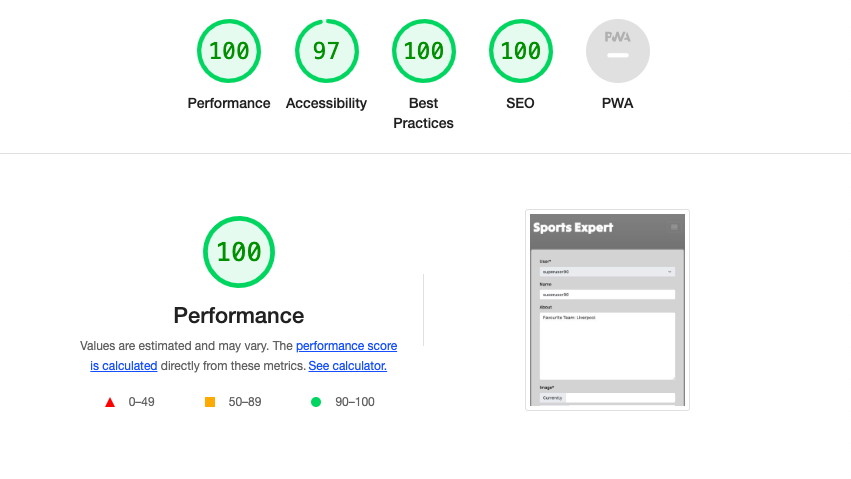 100
97
100
100
PWA
Performance
Accessibility
Best
Practices
SEO
PWA
100
Performance
Values are estimated and may vary. The performance score
is calculated directly from these metrics. See calculator.
0–49
50–89
90–100
Sports Expert
User*
superuser90
Name
superuser90
About
Favourite Team: Liverpool
Image*
Currently